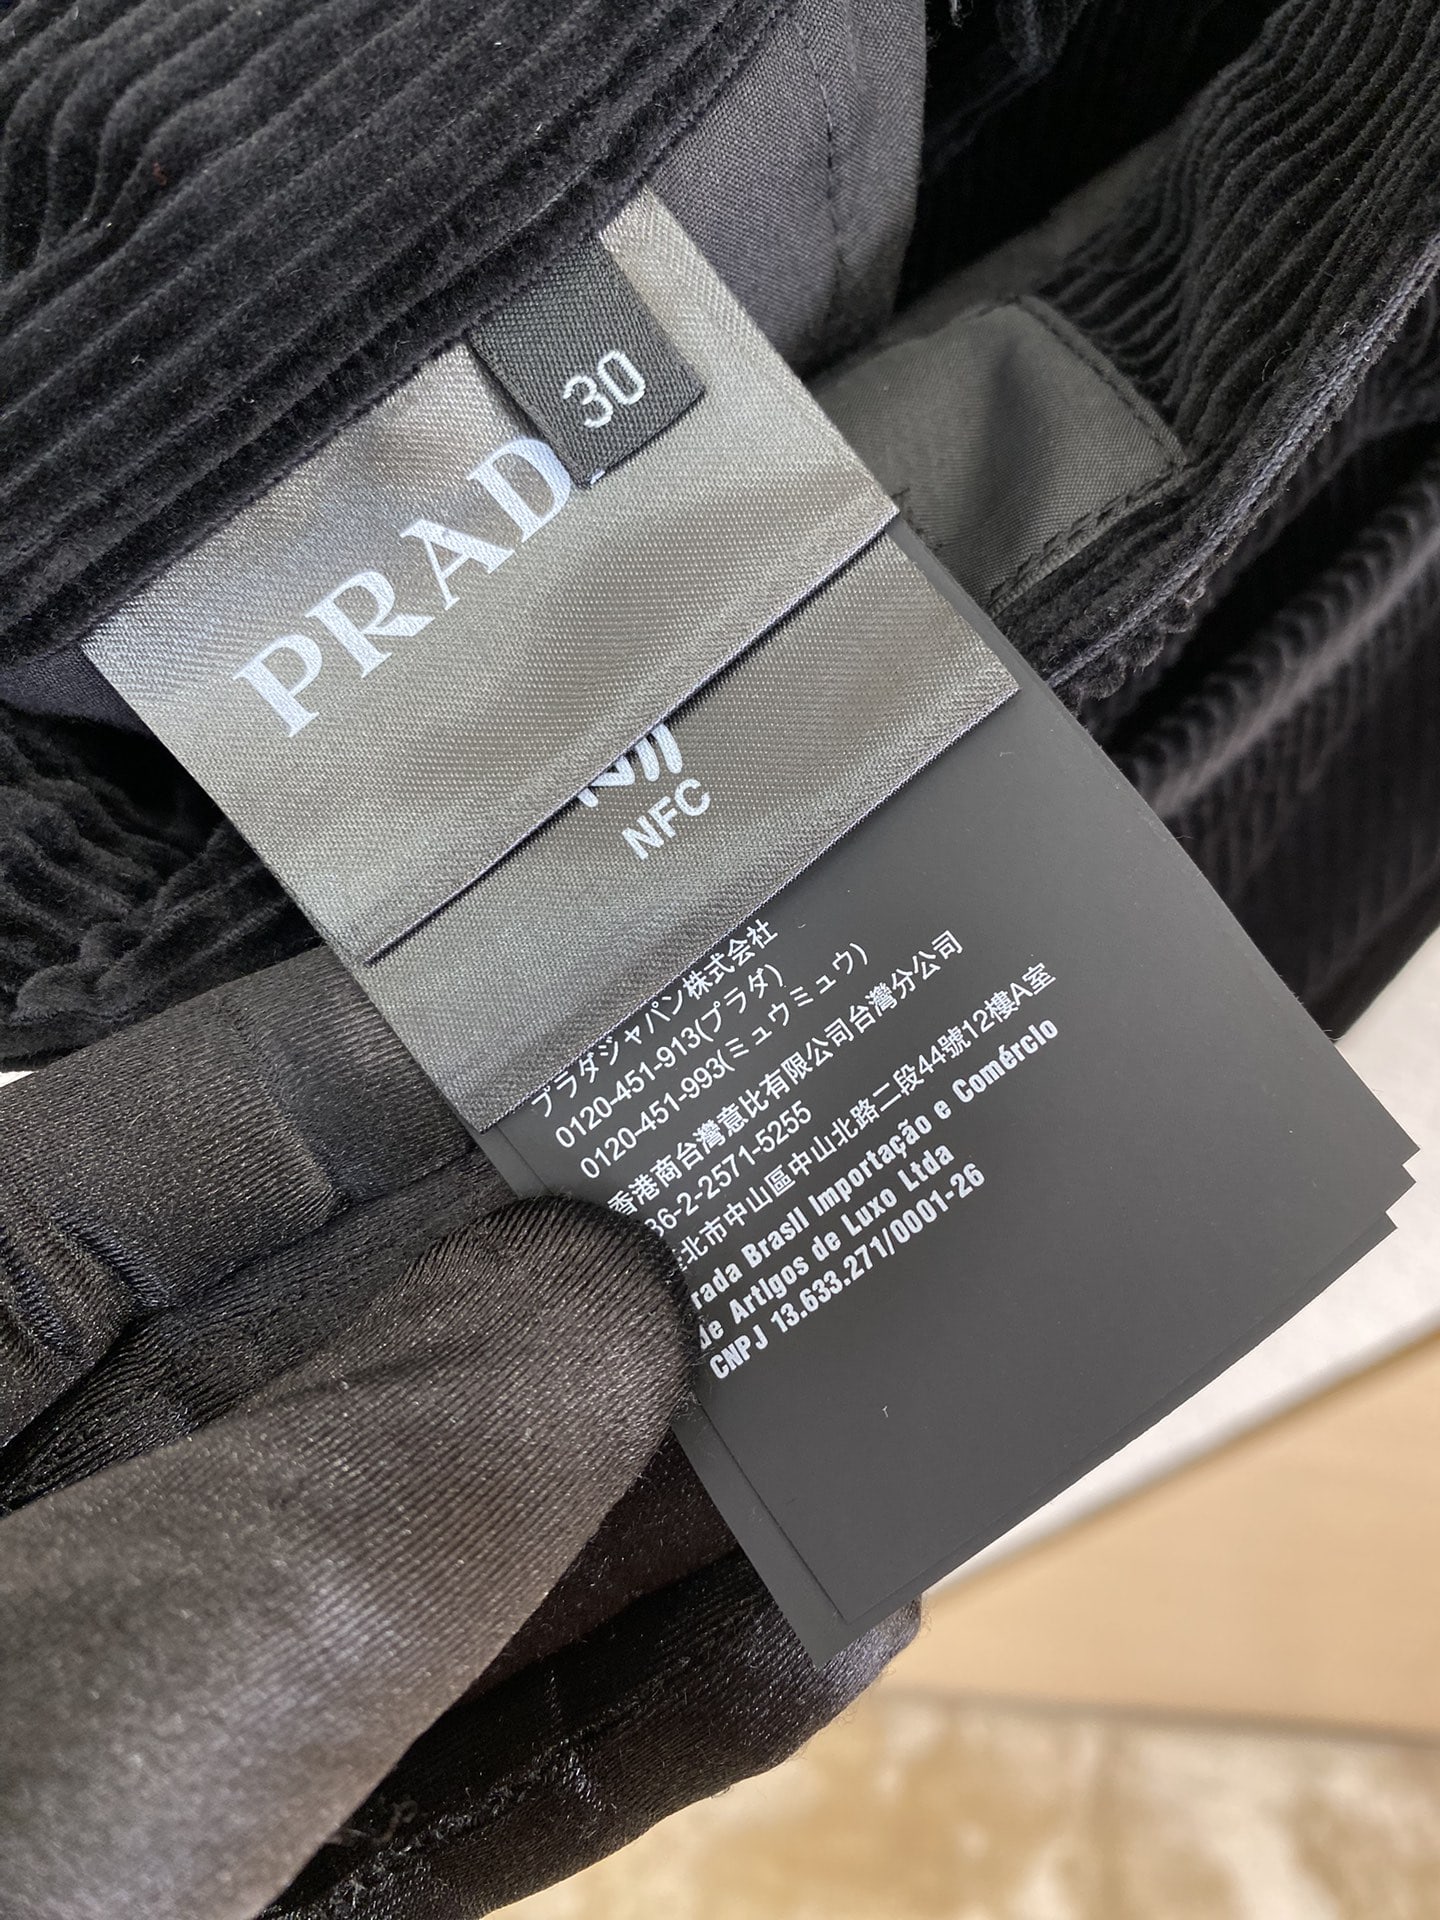 30
PRAD
NFC
プラダジャパン株式会社
0120-451-913(プラダ)
0120-451-993(ミュウミュウ)
香港商台灣意比有限公司台灣分公司
36-2-2571-5255
北市中山區中山北路二段44號12樓A室
rada Brasil Importação e Comércio
de Artigos de Luxo Ltda
CNPJ 13.633.271/0001-26